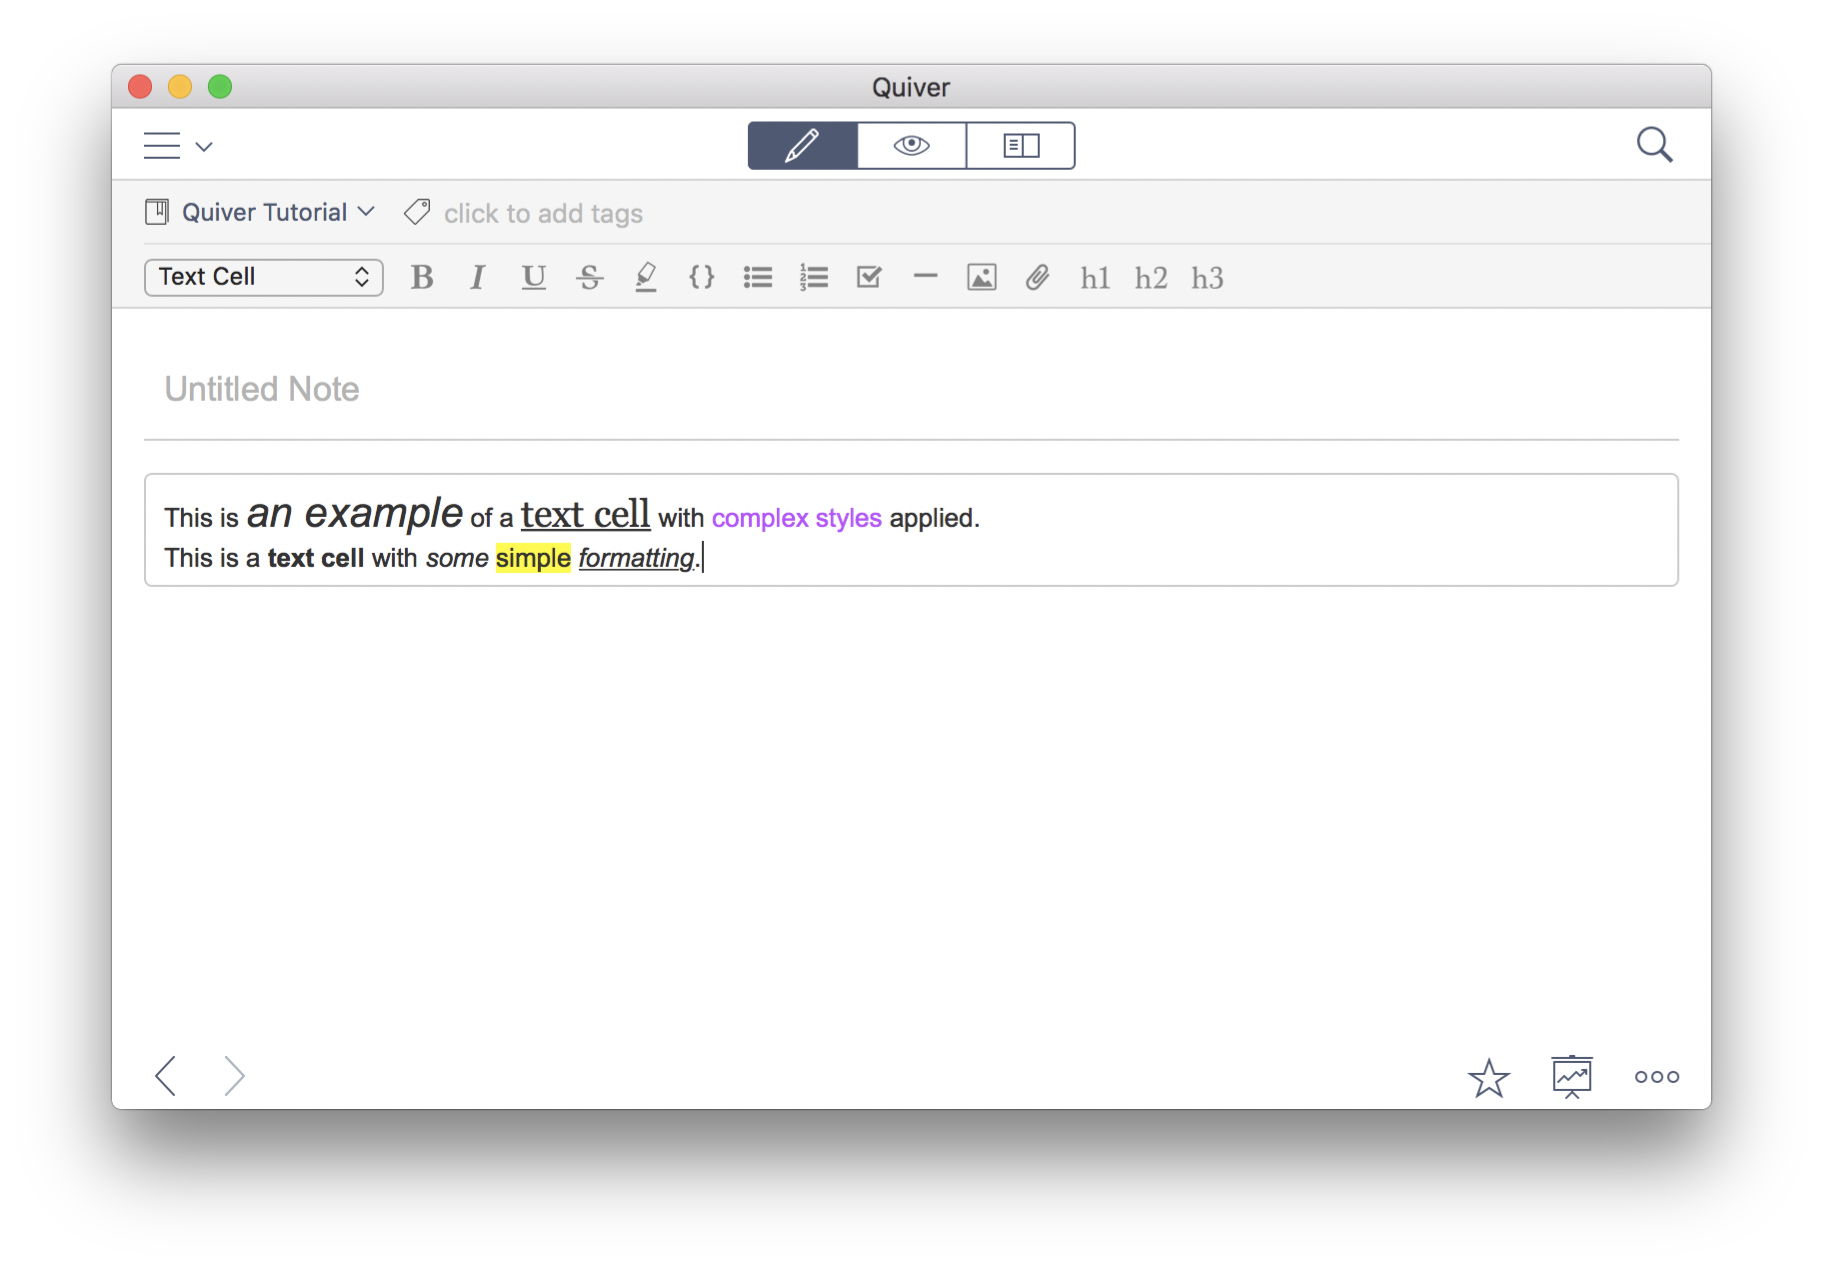 Quiver
Quiver Tutorial click to add tags
Text Cell B I U S {} h1 h2 h3
Untitled Note
This is an example of a text cell with complex styles applied.
This is a text cell with some simple formatting.